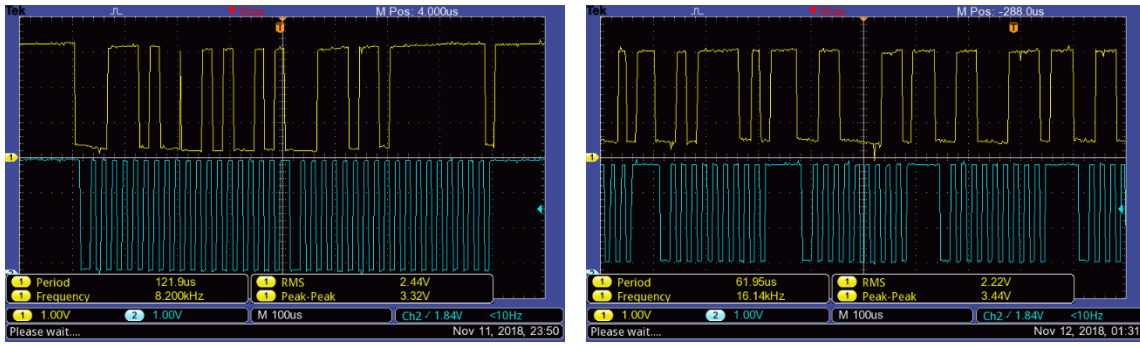 Tek Stop M Pos: 4.000us
T
1
2
1 Period 121.9us 1 RMS 2.44V
1 Frequency 8.200kHz 1 Peak-Peak 3.32V
1 1.00V 2 1.00V M 100us Ch2 ∕ 1.84V <10Hz
Please wait.... Nov 11, 2018, 23:50
Tek Stop M Pos: -288.0us
T
1
2
1 Period 61.95us 1 RMS 2.22V
1 Frequency 16.14kHz 1 Peak-Peak 3.44V
1 1.00V 2 1.00V M 100us Ch2 ∕ 1.84V <10Hz
Please wait.... Nov 12, 2018, 01:31